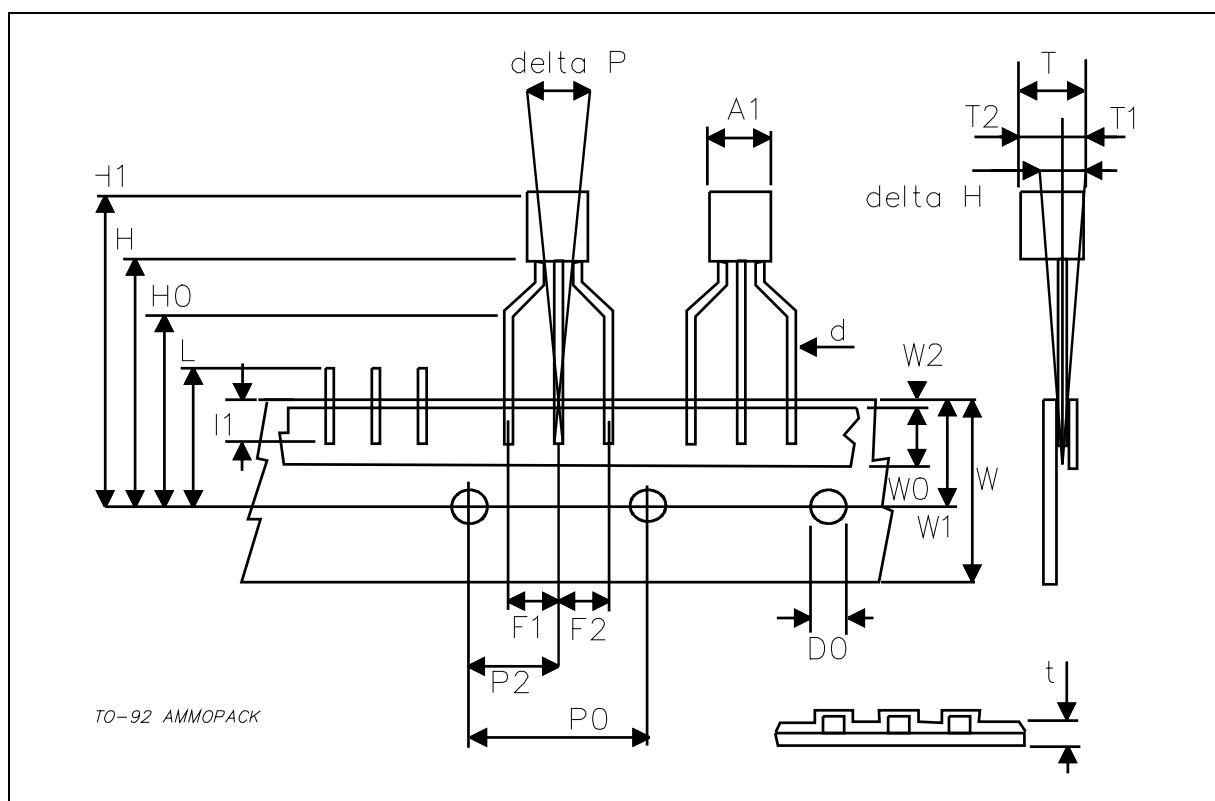 delta P
T
A1
T2
T1
H1
delta H
H
H0
d
L
W2
I1
W0
W
W1
F1
F2
D0
P2
t
TO-92 AMMOPACK
P0